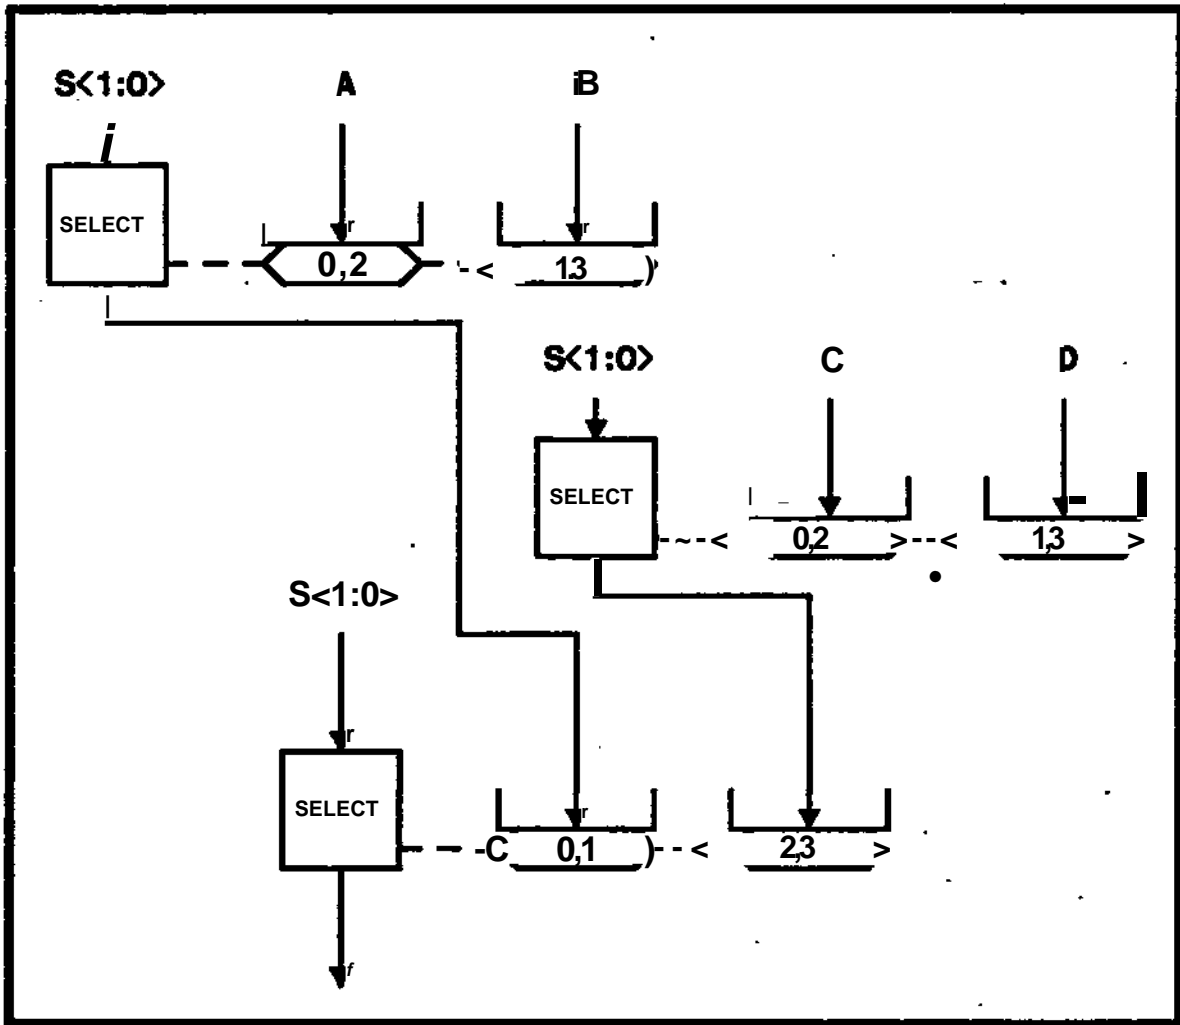 S<1:0> A iB
i
SELECT
r r
0,2 -< 1.3 )
S<1:0> C D
SELECT
--~--< 0,2 >---< 1,3 >
S<1:0>
r
SELECT
r
-C 0,1 )--< 2,3 >
f